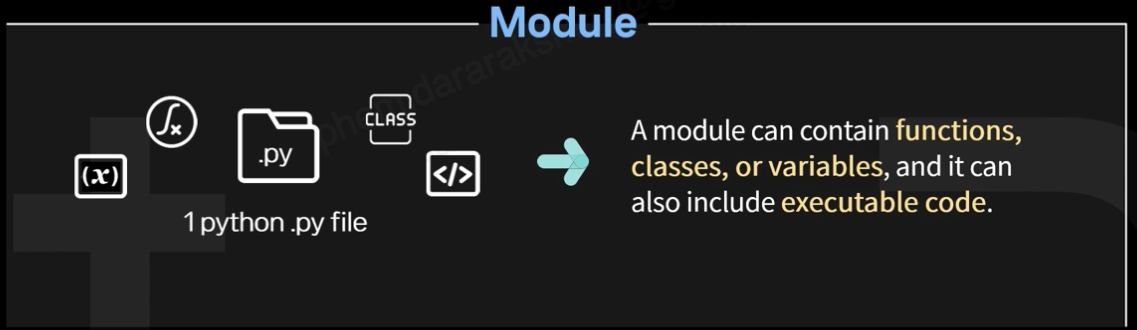 Module
(x)
fx
.py
CLASS
</>
1 python .py file
A module can contain functions,
classes, or variables, and it can
also include executable code.